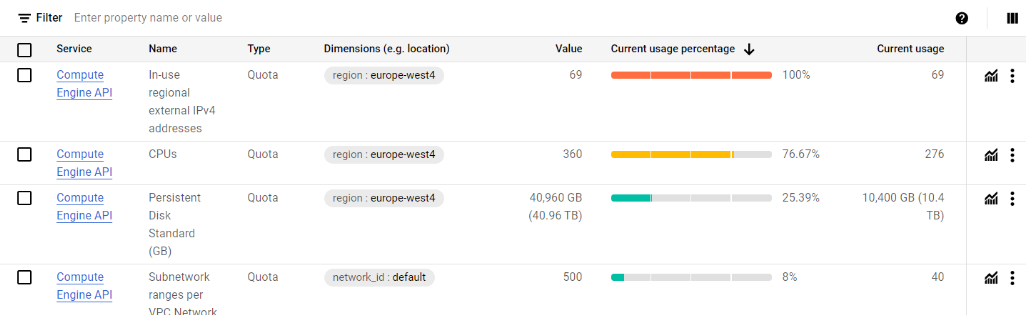 Filter Enter property name or value
Service Name Type Dimensions (e.g. location) Value Current usage percentage Current usage
Compute In-use Quota region : europe-west4 69 100% 69
Engine API regional
external IPv4
addresses
Compute CPUs Quota region : europe-west4 360 76.67% 276
Engine API
Compute Persistent Quota region : europe-west4 40,960 GB 25.39% 10,400 GB (10.4
Engine API Disk (40.96 TB) TB)
Standard
(GB)
Compute Subnetwork Quota network_id : default 500 8% 40
Engine API ranges per
VPC Network